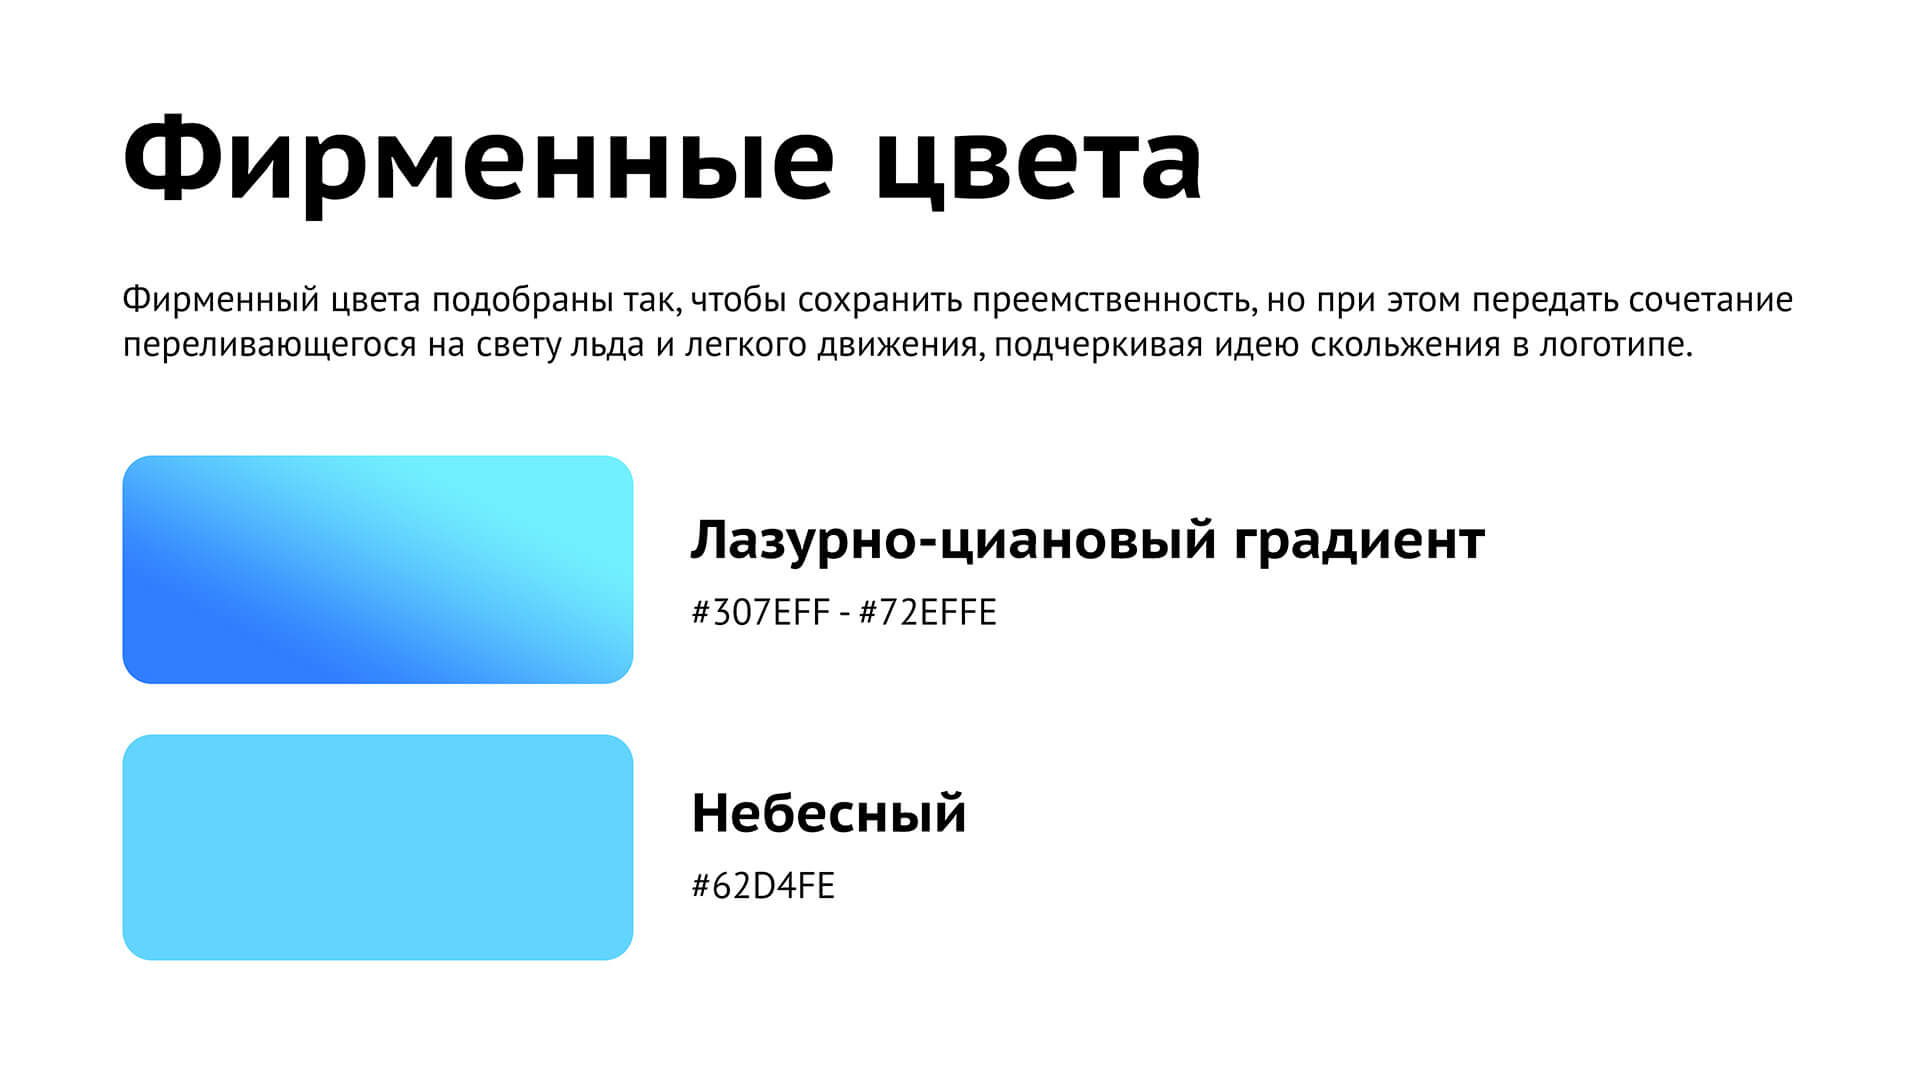 Фирменные цвета
Фирменный цвета подобраны так, чтобы сохранить преемственность, но при этом передать сочетание
переливающегося на свету льда и легкого движения, подчеркивая идею скольжения в логотипе.
Лазурно-циановый градиент
#307EFF - #72EFFE
Небесный
#62D4FE